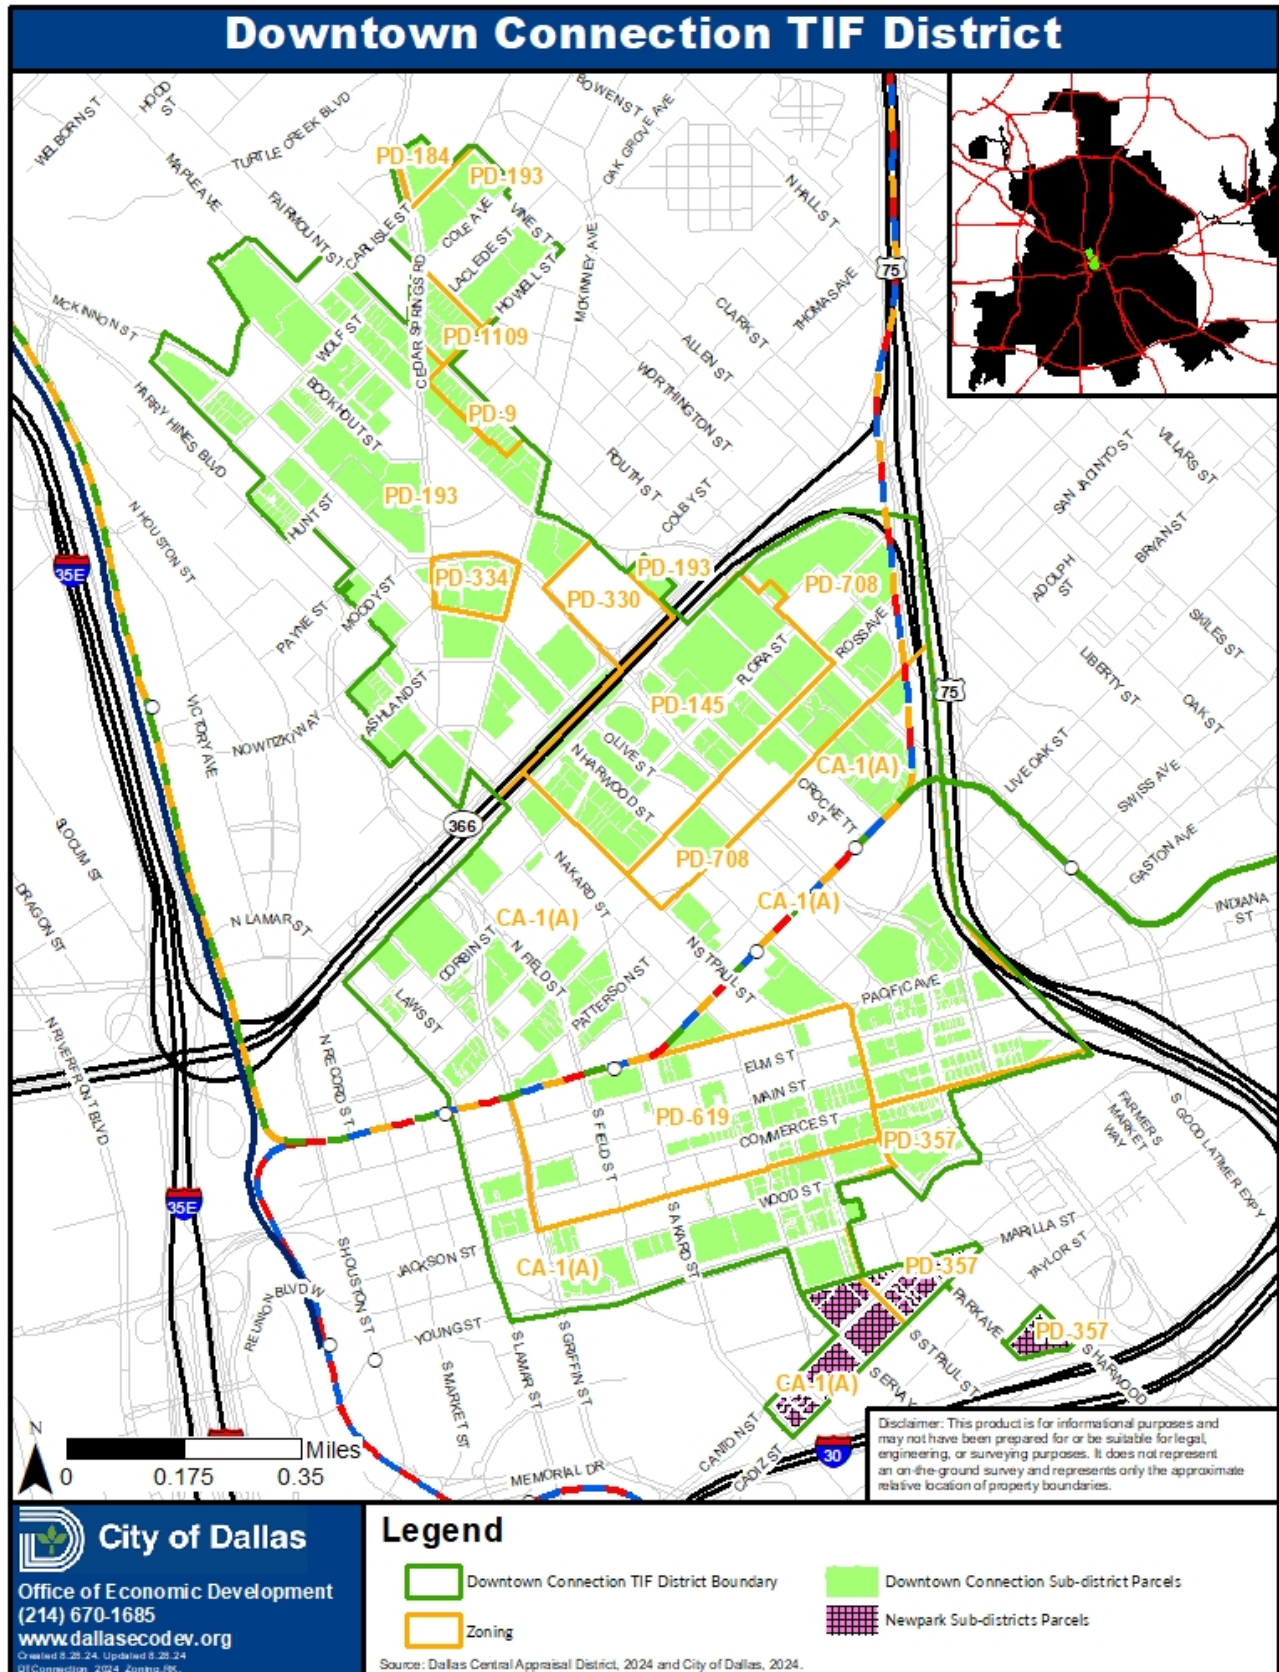 Downtown Connection TIF District
WELBORN ST
HOOD ST
MAPLE AVE
TURTLE CREEK BLVD
FAIRMOUNT ST
CARLISLE ST
BOWEN ST
OAK GROVE AVE
N HALL ST
PD-184
PD-193
COLE AVE
VINE ST
LACLEDE ST
HOWELL ST
MCKINNEY AVE
CEDAR SPRINGS RD
75
CLARK ST
THOMAS AVE
ALLEN ST
WORTHINGTON ST
MCKINNON ST
WOLF ST
PD-1109
PD-9
BOOKHOUT ST
HARRY HINES BLVD
ROUTH ST
COLBY ST
SAN JACINTO ST
VILLARS ST
BRYAN ST
ADOLPH ST
SKILES ST
LIBERTY ST
OAK ST
PD-193
HUNT ST
N HOUSTON ST
35E
PD-334
PD-330
PD-193
PD-708
MOODY ST
PAYNE ST
FLORA ST
ROSS AVE
75
PD-145
ASHLAND ST
VICTORY AVE
NOWITZKI WAY
OLIVE ST
N HARWOOD ST
CA-1(A)
CROCKETT ST
LIVE OAK ST
SWISS AVE
GASTON AVE
INDIANA ST
366
PD-708
SLOCUM ST
DRAGON ST
N LAMAR ST
N AKARD ST
CA-1(A)
CA-1(A)
CORBIN ST
N FIELD ST
PATTERSON ST
N ST PAUL ST
LAWS ST
PACIFIC AVE
N RIVERFRONT BLVD
N RECORD ST
ELM ST
MAIN ST
COMMERCE ST
PD-619
S FIELD ST
PD-357
FARMERS MARKET WAY
S GOOD LATIMER EXPY
35E
WOOD ST
S AKARD ST
MARILLA ST
TAYLOR ST
JACKSON ST
S HOUSTON ST
REUNION BLVD W
YOUNG ST
CA-1(A)
PD-357
PARK AVE
PD-357
S HARWOOD
S ST PAUL ST
S ERVAY
CA-1(A)
S MARKET ST
S LAMAR ST
S GRIFFIN ST
CANTON ST
CADIZ ST
MEMORIAL DR
30
N
Miles
0 0.175 0.35
Disclaimer: This product is for informational purposes and
may not have been prepared for or be suitable for legal,
engineering, or surveying purposes. It does not represent
an on-the-ground survey and represents only the approximate
relative location of property boundaries.
City of Dallas
Office of Economic Development
(214) 670-1685
www.dallasecodev.org
Created 8.28.24. Updated 8.28.24
DTConnection_2024_Zoning.RK.
Legend
Downtown Connection TIF District Boundary
Zoning
Downtown Connection Sub-district Parcels
Newpark Sub-districts Parcels
Source: Dallas Central Appraisal District, 2024 and City of Dallas, 2024.